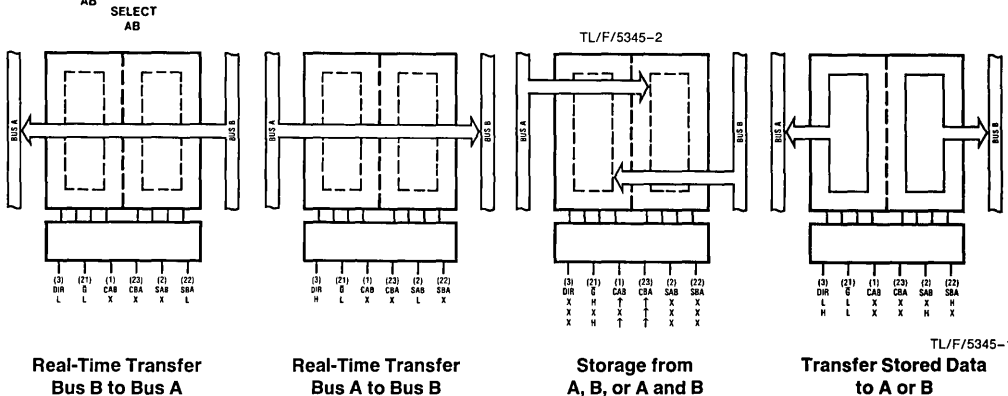 AB
SELECT
AB
TL/F/5345-2
BUS A
BUS B
BUS A
BUS B
BUS A
BUS B
BUS A
BUS B
(3) (21) (1) (23) (2) (22)
DIR G̅ CAB CBA SAB SBA
L L X X X L
(3) (21) (1) (23) (2) (22)
DIR G̅ CAB CBA SAB SBA
H L X X L X
(3) (21) (1) (23) (2) (22)
DIR G̅ CAB CBA SAB SBA
X H ↑ ↑ X X
X X X ↑ X X
X H ↑ ↑ X X
(3) (21) (1) (23) (2) (22)
DIR G̅ CAB CBA SAB SBA
L L X X X H
H L X X H X
TL/F/5345-
Real-Time Transfer
Bus B to Bus A
Real-Time Transfer
Bus A to Bus B
Storage from
A, B, or A and B
Transfer Stored Data
to A or B